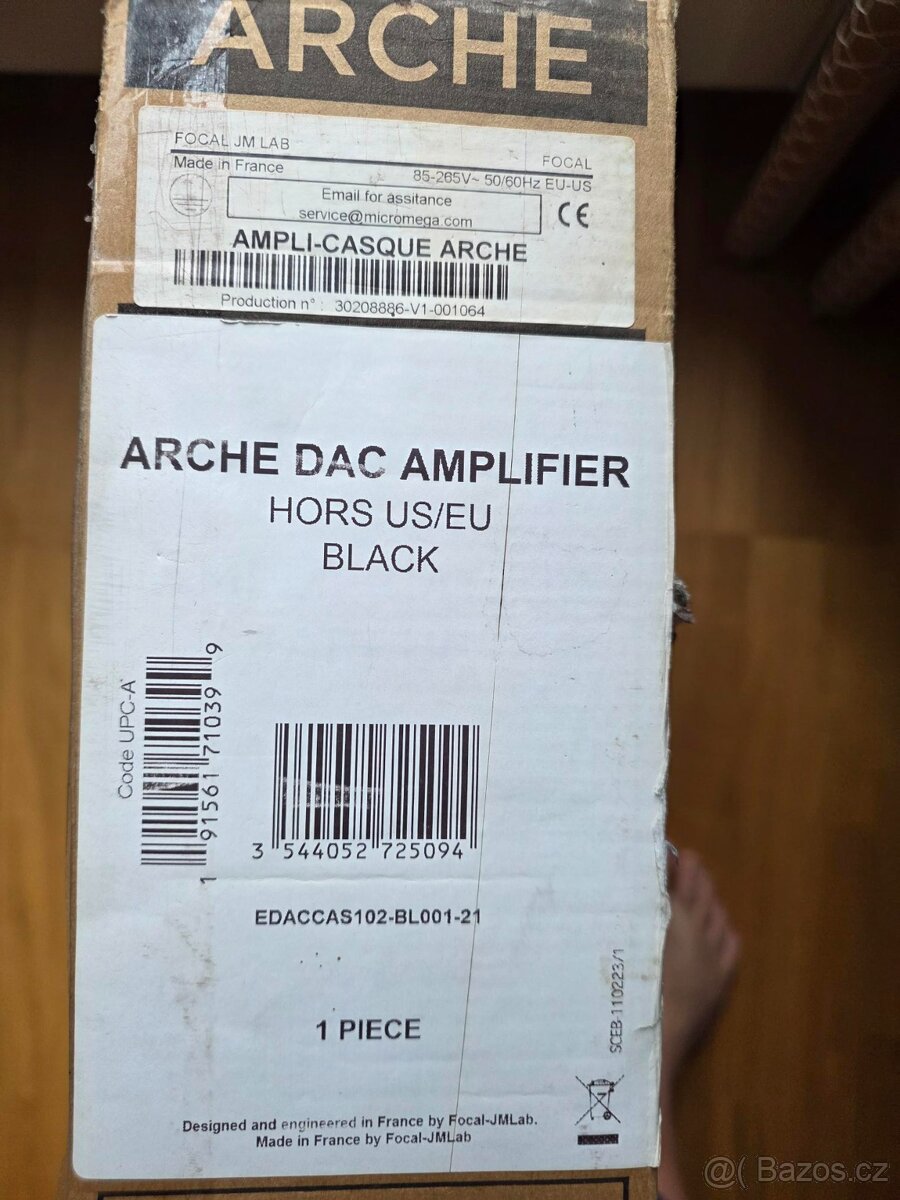 ARCHE
FOCAL JM LAB
FOCAL
Made in France
85-265V~ 50/60Hz EU-US
Email for assitance
service@micromega.com
CE
AMPLI-CASQUE ARCHE
Production n° : 30208886-V1-001064
ARCHE DAC AMPLIFIER
HORS US/EU
BLACK
Code UPC-A
1 91561 71039 9
3 544052 725094
EDACCAS102-BL001-21
1 PIECE
SCEB-110223/1
Designed and engineered in France by Focal-JMLab.
Made in France by Focal-JMLab
@( Bazos.cz